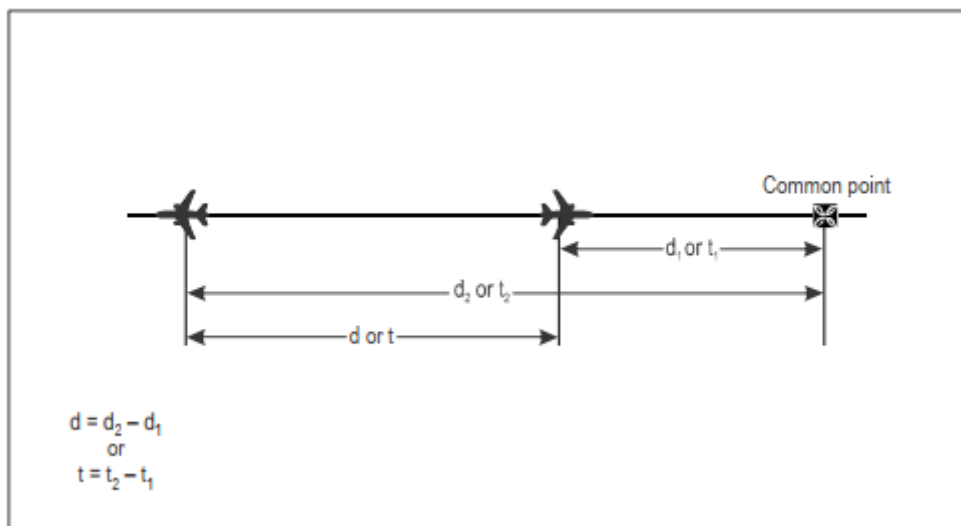 Common point
d₁ or t₁
d₂ or t₂
d or t
d = d₂ – d₁
or
t = t₂ – t₁